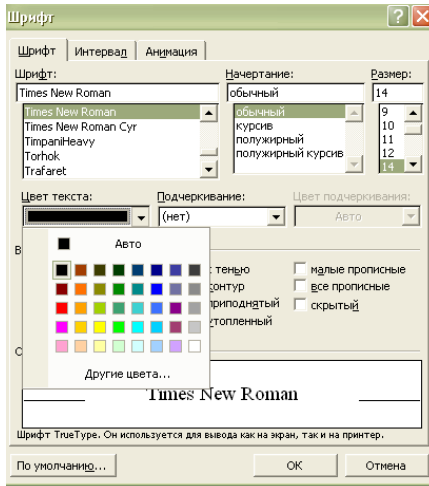 Шрифт
Шрифт Интервал Анимация
Шрифт: Начертание: Размер:
Times New Roman обычный 14
Times New Roman обычный 9
Times New Roman Cyr курсив 10
TimpaniHeavy полужирный 11
Torhok полужирный курсив 12
Trafaret 14
Цвет текста: Подчеркивание: Цвет подчеркивания:
(нет) Авто
Авто
В
тенью малые прописные
контур все прописные
приподнятый скрытый
утопленный
О
Другие цвета...
Times New Roman
Шрифт TrueType. Он используется для вывода как на экран, так и на принтер.
По умолчанию... ОК Отмена